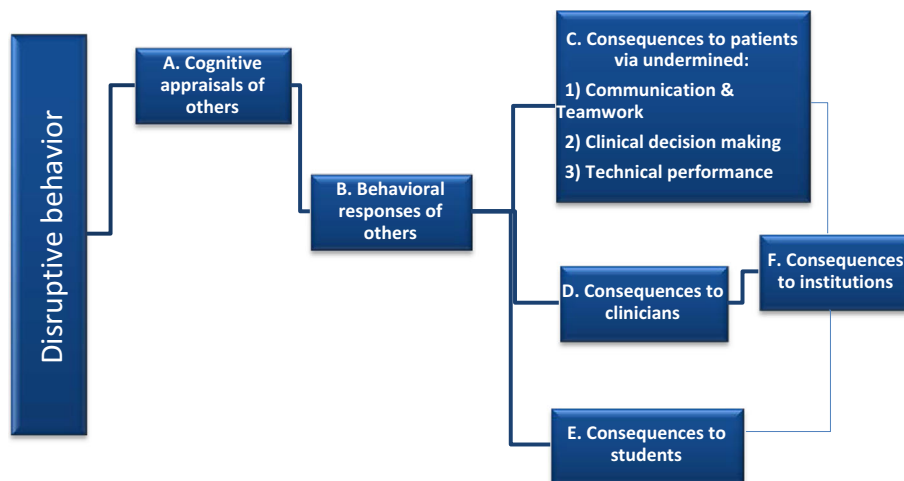 Disruptive behavior
A. Cognitive
appraisals of
others
B. Behavioral
responses of
others
C. Consequences to patients
via undermined:
1) Communication &
Teamwork
2) Clinical decision making
3) Technical performance
D. Consequences to
clinicians
E. Consequences to
students
F. Consequences
to institutions